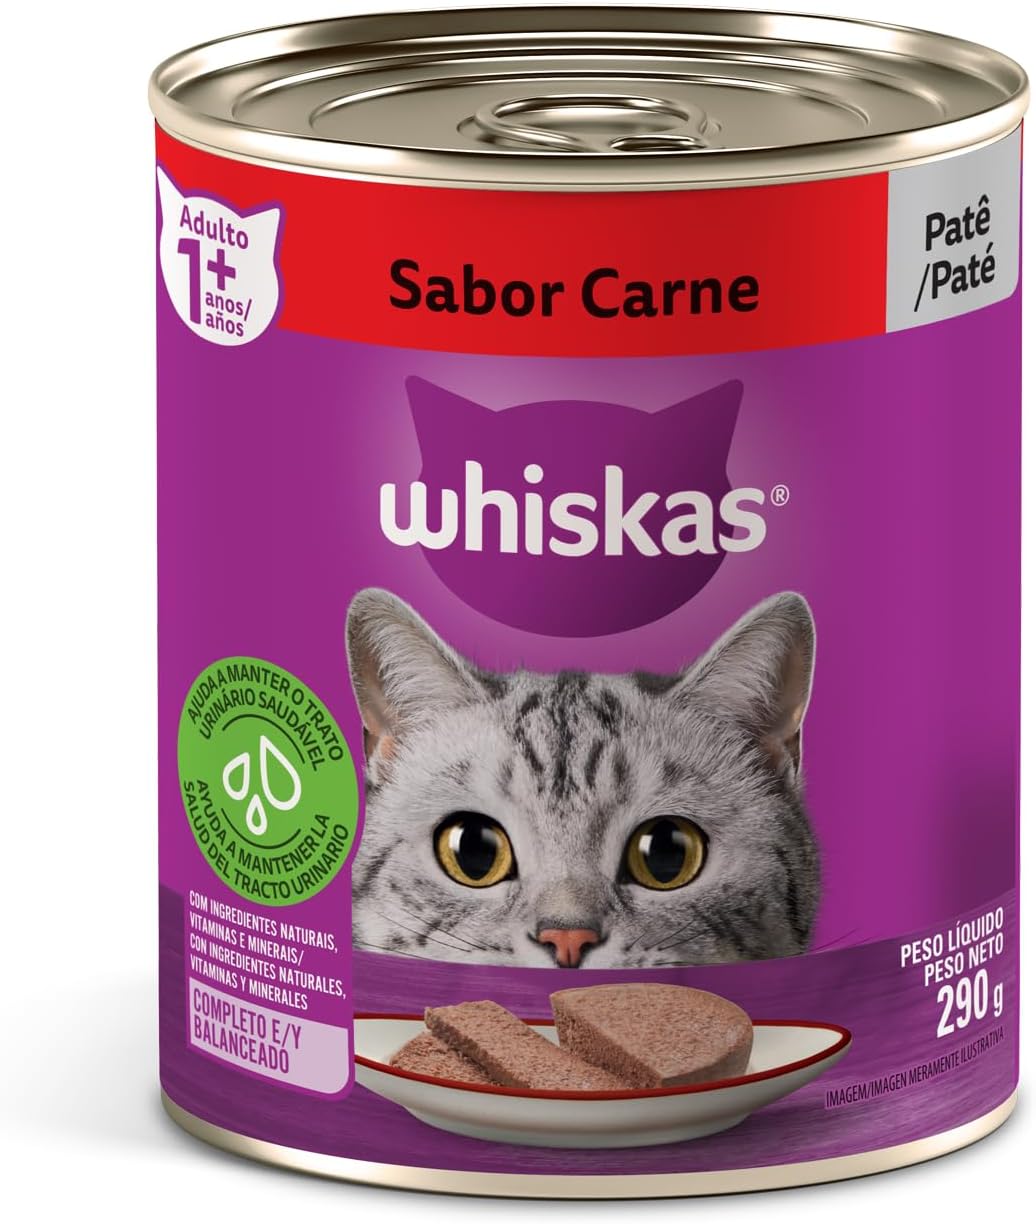 Adulto
1+
anos/
años
Sabor Carne
Patê
/Paté
whiskas®
AJUDA A MANTER O TRATO
URINÁRIO SAUDÁVEL
AYUDA A MANTENER LA
SALUD DEL TRACTO URINARIO
COM INGREDIENTES NATURAIS,
VITAMINAS E MINERAIS/
CON INGREDIENTES NATURALES,
VITAMINAS Y MINERALES
COMPLETO E/Y
BALANCEADO
PESO LÍQUIDO
PESO NETO
290g
IMAGEM/IMAGEN MERAMENTE ILUSTRATIVA